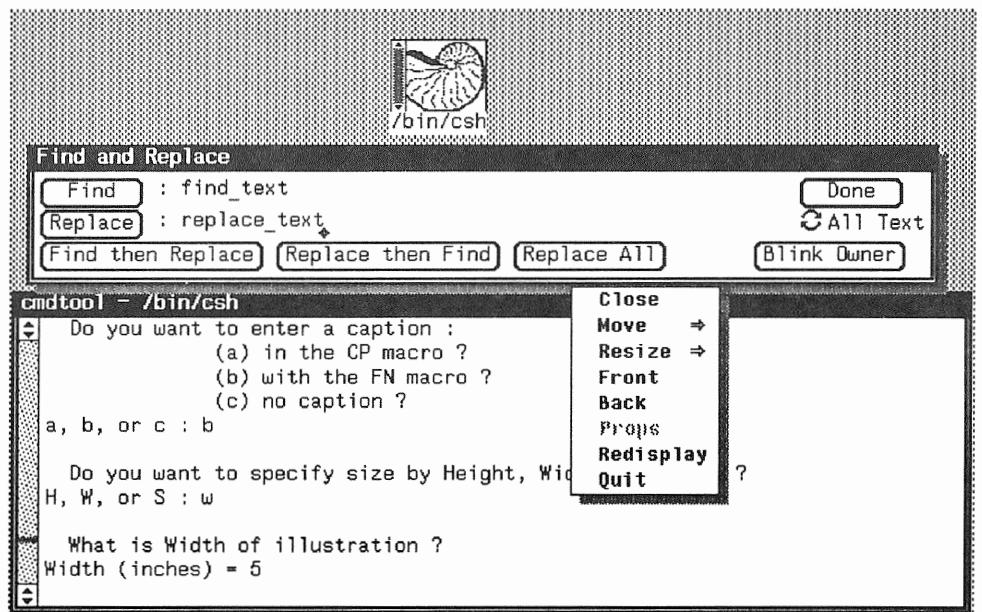 /bin/csh
Find and Replace
Find : find_text Done
Replace : replace_text All Text
Find then Replace Replace then Find Replace All Blink Owner
cmdtool - /bin/csh
Close
Move ⇒
Resize ⇒
Front
Back
Props
Redisplay
Quit
Do you want to enter a caption :
(a) in the CP macro ?
(b) with the FN macro ?
(c) no caption ?
a, b, or c : b
Do you want to specify size by Height, Wid ?
H, W, or S : w
What is Width of illustration ?
Width (inches) = 5